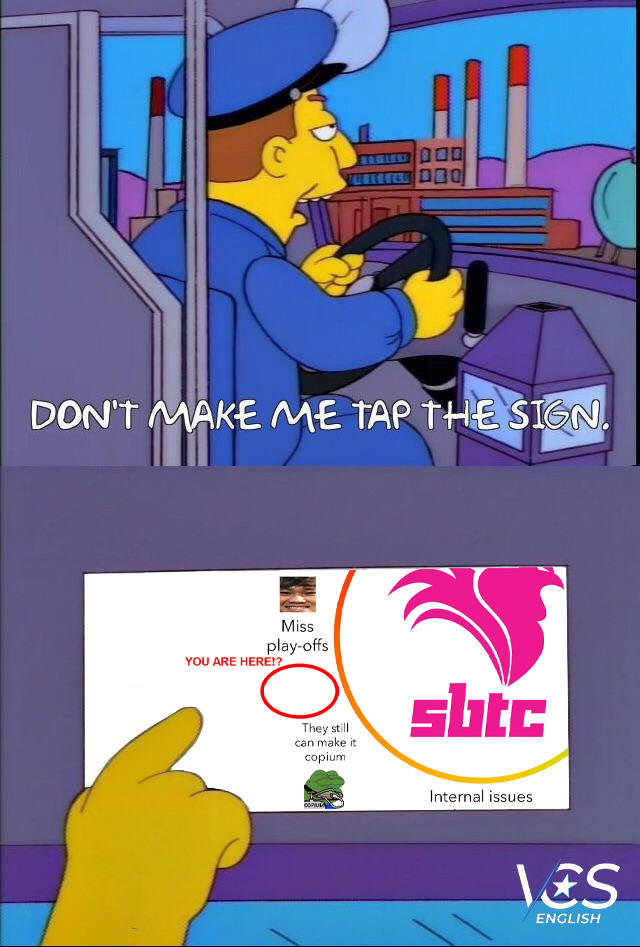 DON'T MAKE ME TAP THE SIGN.
Miss
play-offs
YOU ARE HERE!?
sbtc
They still
can make it
copium
COPIUM
Internal issues
VCS
ENGLISH